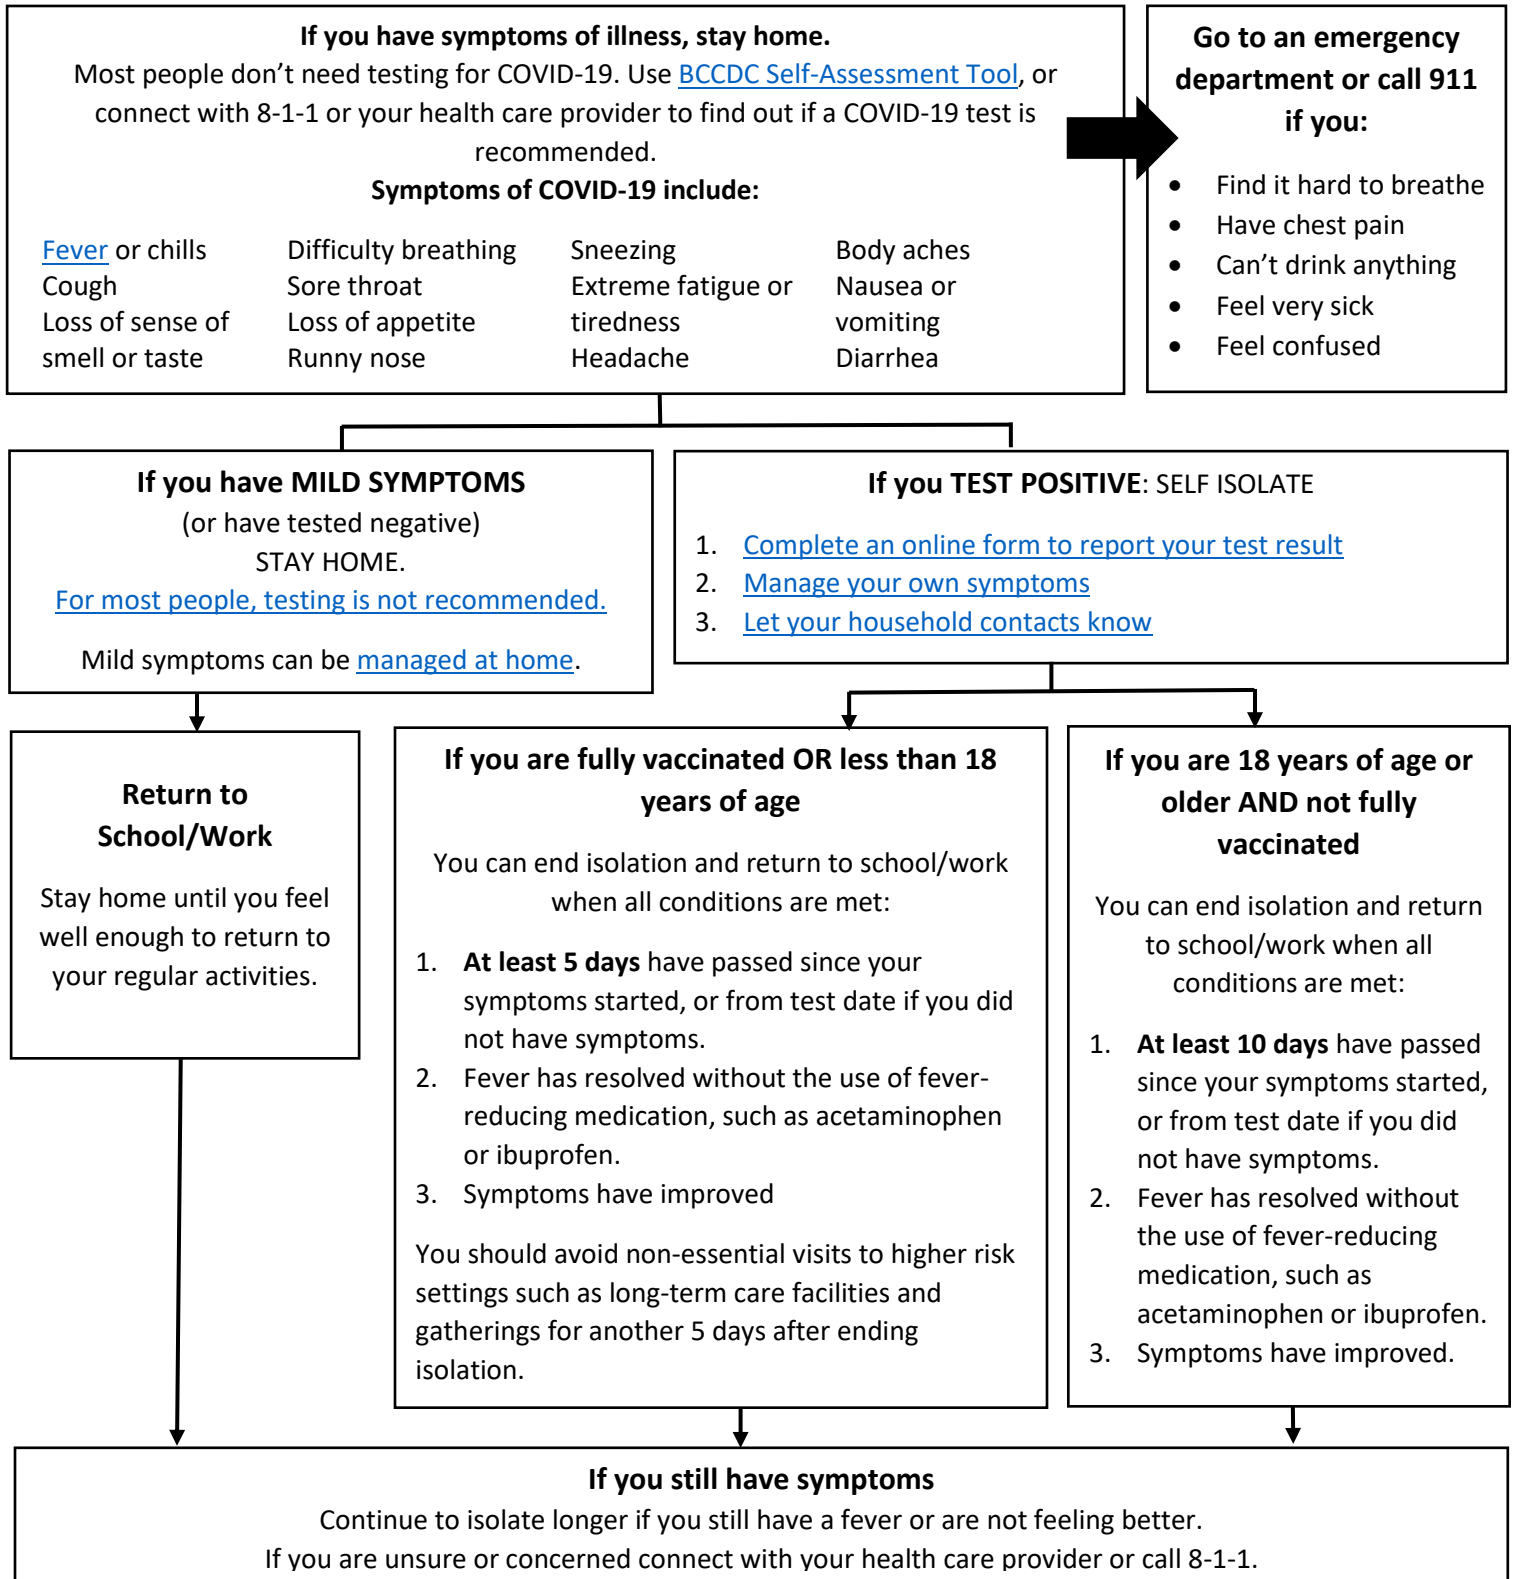 If you have symptoms of illness, stay home.
Most people don't need testing for COVID-19. Use BCCDC Self-Assessment Tool, or
connect with 8-1-1 or your health care provider to find out if a COVID-19 test is
recommended.
Symptoms of COVID-19 include:
Fever or chills
Cough
Loss of sense of
smell or taste
Difficulty breathing
Sore throat
Loss of appetite
Runny nose
Sneezing
Extreme fatigue or
tiredness
Headache
Body aches
Nausea or
vomiting
Diarrhea
Go to an emergency
department or call 911
if you:
• Find it hard to breathe
• Have chest pain
• Can't drink anything
• Feel very sick
• Feel confused
If you have MILD SYMPTOMS
(or have tested negative)
STAY HOME.
For most people, testing is not recommended.
Mild symptoms can be managed at home.
If you TEST POSITIVE: SELF ISOLATE
1. Complete an online form to report your test result
2. Manage your own symptoms
3. Let your household contacts know
Return to
School/Work
Stay home until you feel
well enough to return to
your regular activities.
If you are fully vaccinated OR less than 18
years of age
You can end isolation and return to school/work
when all conditions are met:
1. At least 5 days have passed since your
symptoms started, or from test date if you did
not have symptoms.
2. Fever has resolved without the use of fever-
reducing medication, such as acetaminophen
or ibuprofen.
3. Symptoms have improved
You should avoid non-essential visits to higher risk
settings such as long-term care facilities and
gatherings for another 5 days after ending
isolation.
If you are 18 years of age or
older AND not fully
vaccinated
You can end isolation and return
to school/work when all
conditions are met:
1. At least 10 days have passed
since your symptoms started,
or from test date if you did
not have symptoms.
2. Fever has resolved without
the use of fever-reducing
medication, such as
acetaminophen or ibuprofen.
3. Symptoms have improved.
If you still have symptoms
Continue to isolate longer if you still have a fever or are not feeling better.
If you are unsure or concerned connect with your health care provider or call 8-1-1.